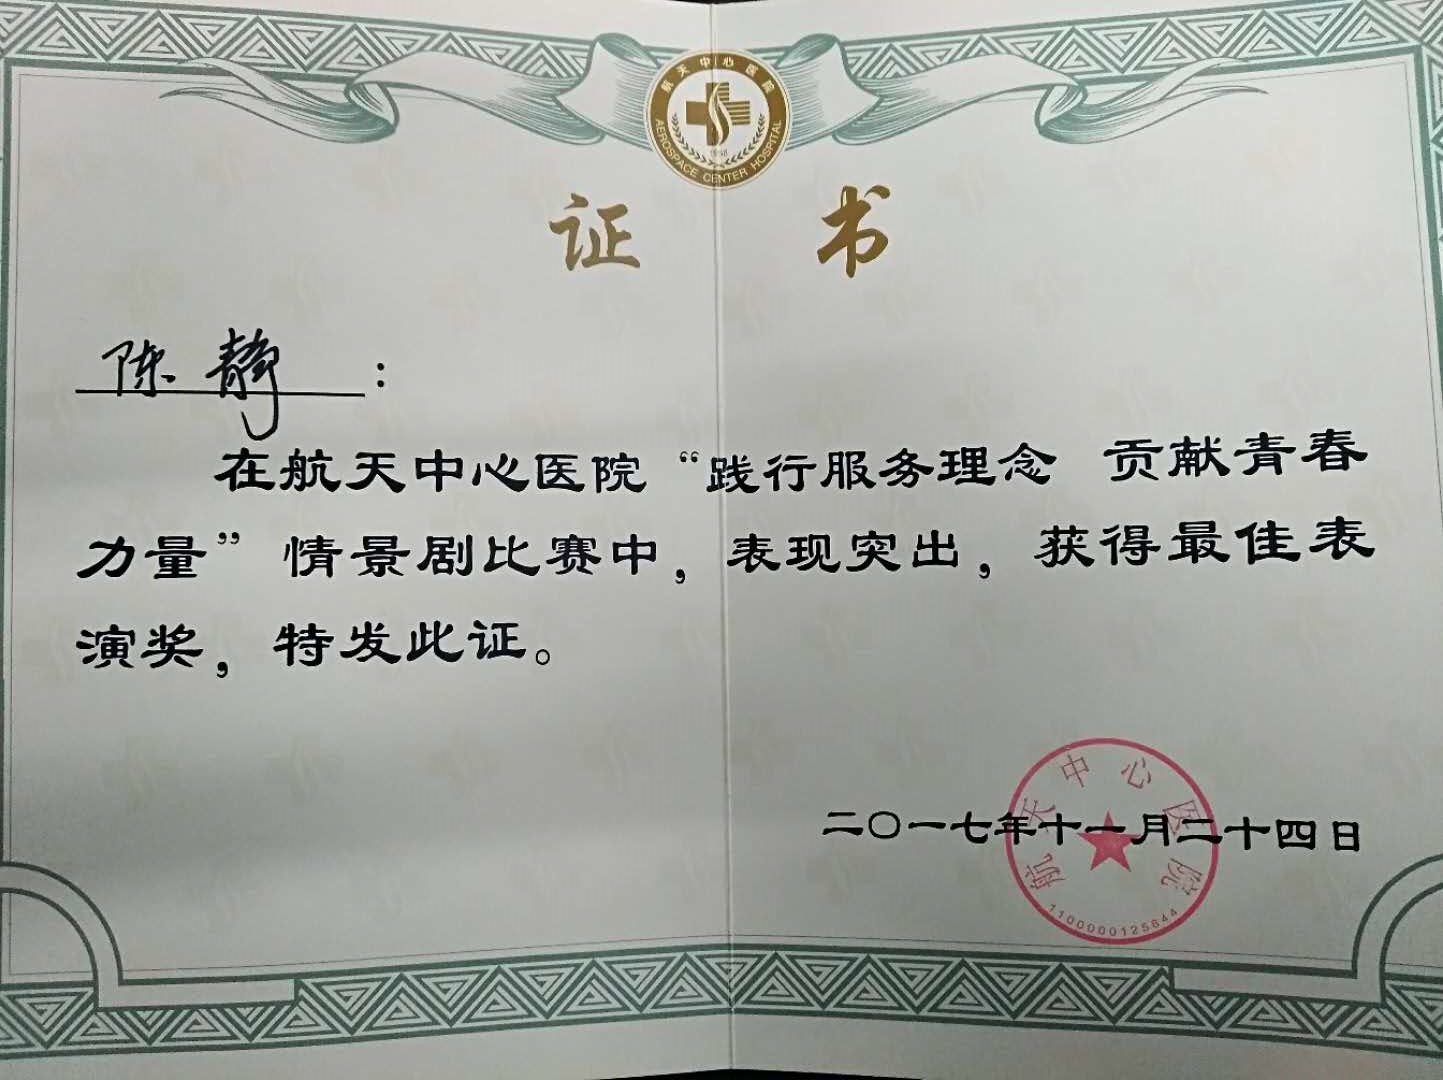 航天中心医院
1958
AEROSPACE CENTER HOSPITAL
证 书
陈静：
在航天中心医院“践行服务理念 贡献青春
力量”情景剧比赛中，表现突出，获得最佳表
演奖，特发此证。
二〇一七年十一月二十四日
航天中心医院
1100000125644